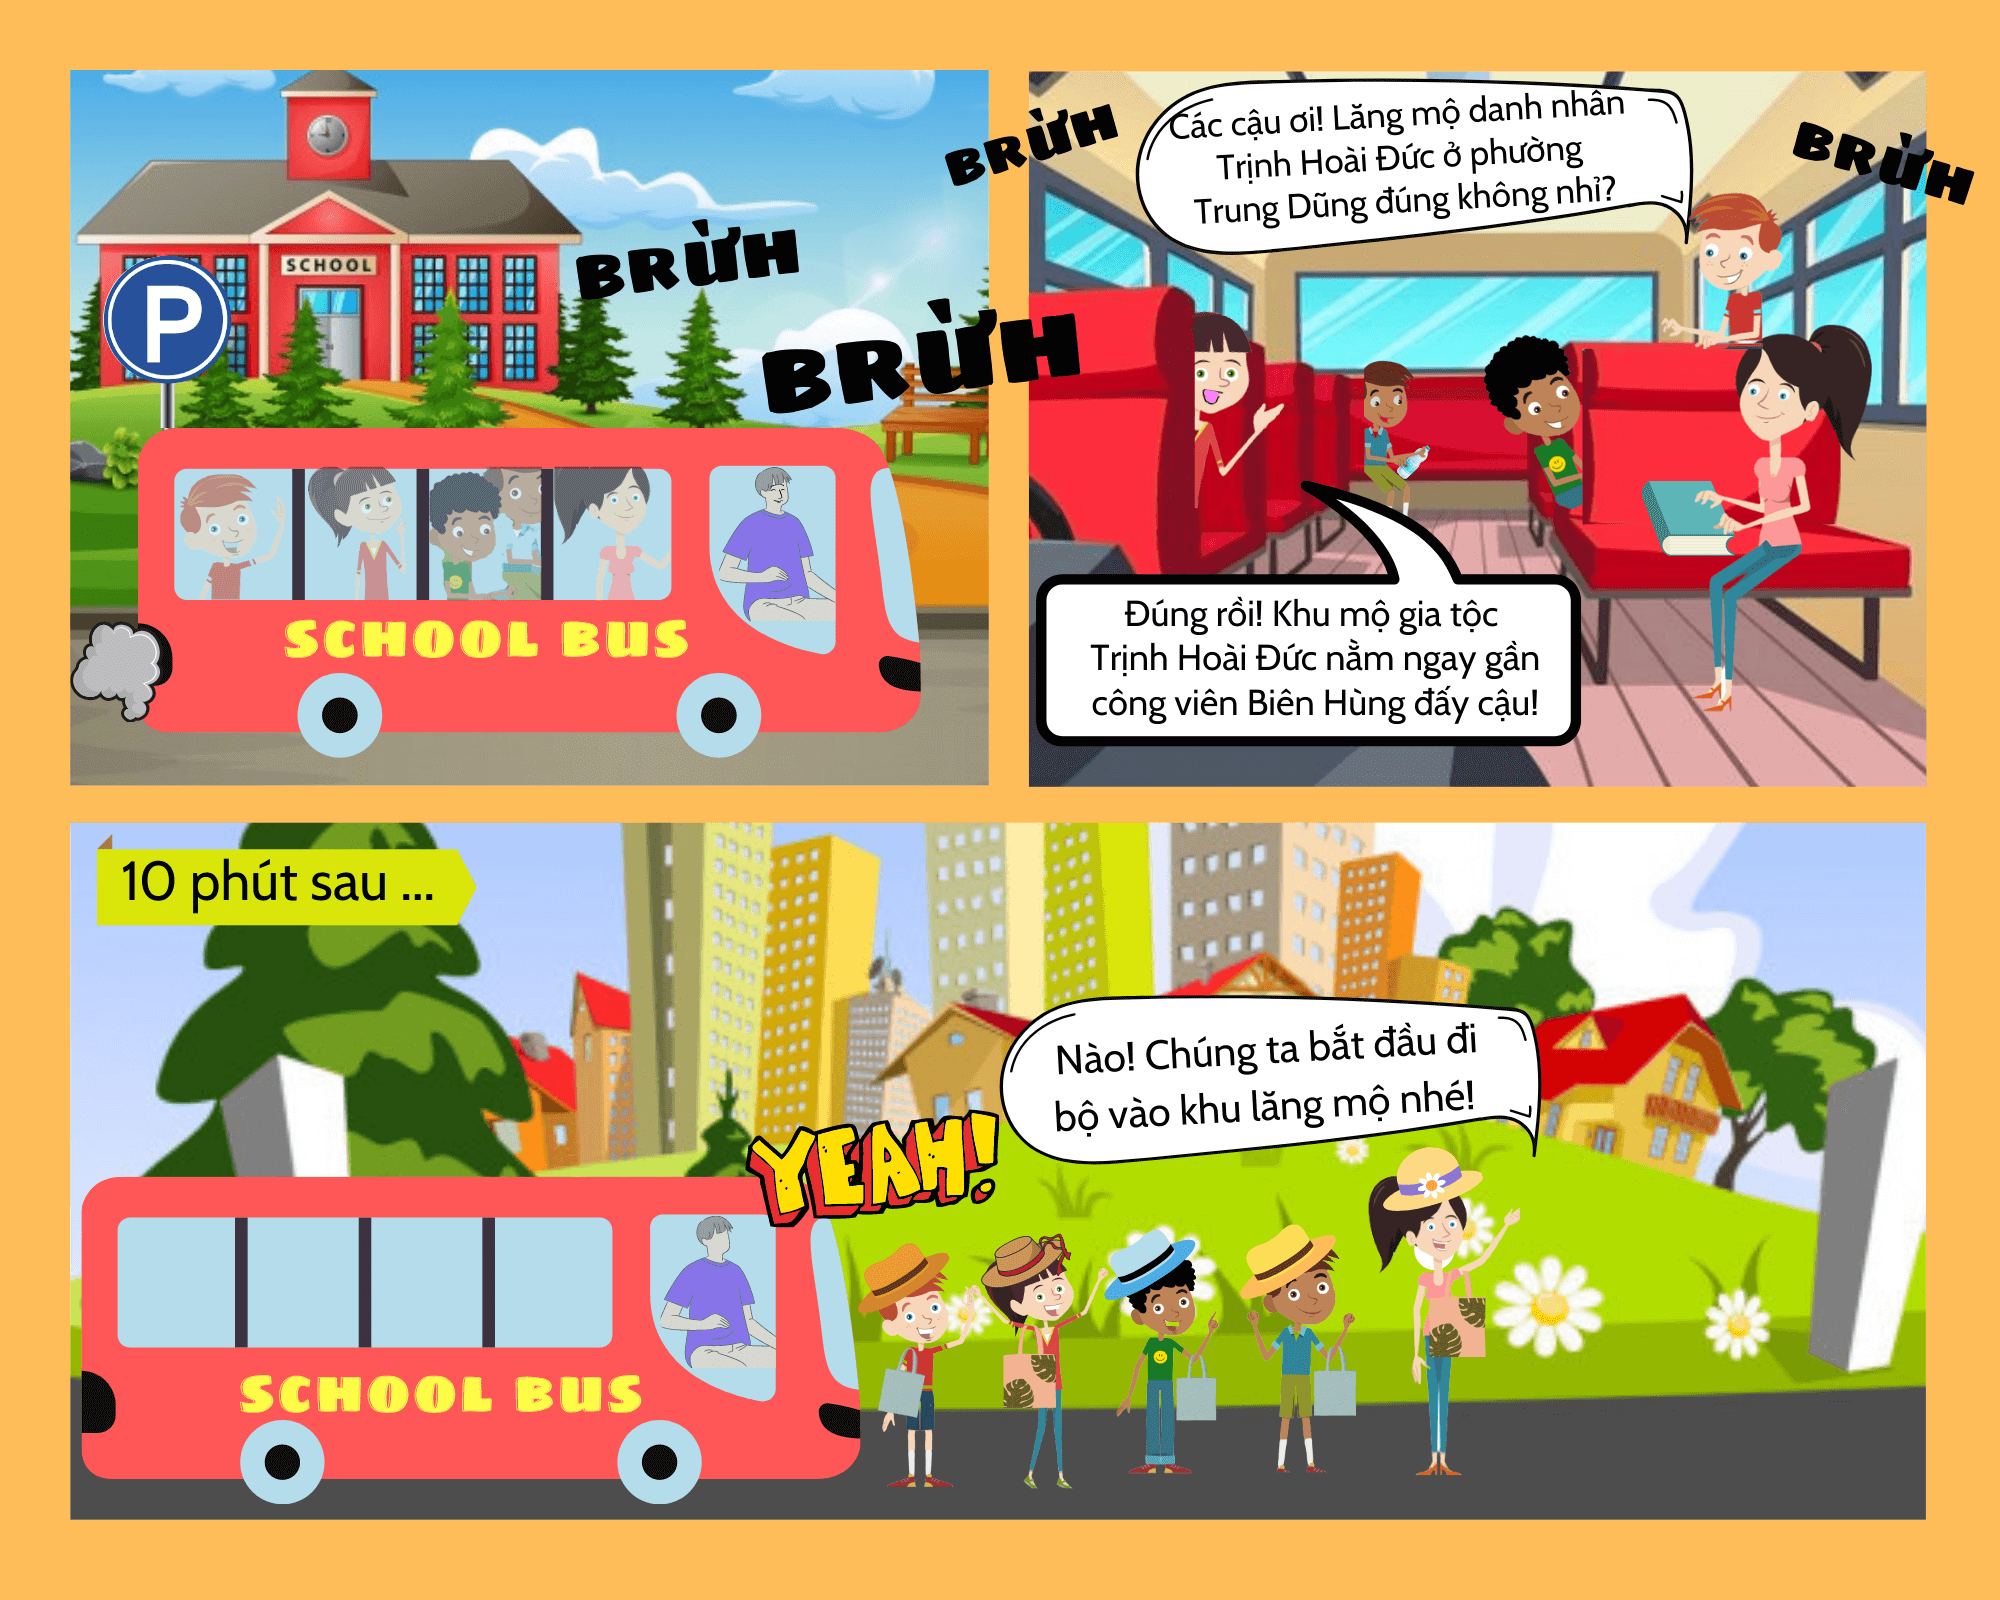 SCHOOL
P
BRỪH
BRỪH
SCHOOL BUS
BRỪH
BRỪH
Các cậu ơi! Lăng mộ danh nhân
Trịnh Hoài Đức ở phường
Trung Dũng đúng không nhỉ?
Đúng rồi! Khu mộ gia tộc
Trịnh Hoài Đức nằm ngay gần
công viên Biên Hùng đấy cậu!
10 phút sau ...
Nào! Chúng ta bắt đầu đi
bộ vào khu lăng mộ nhé!
YEAH!
SCHOOL BUS